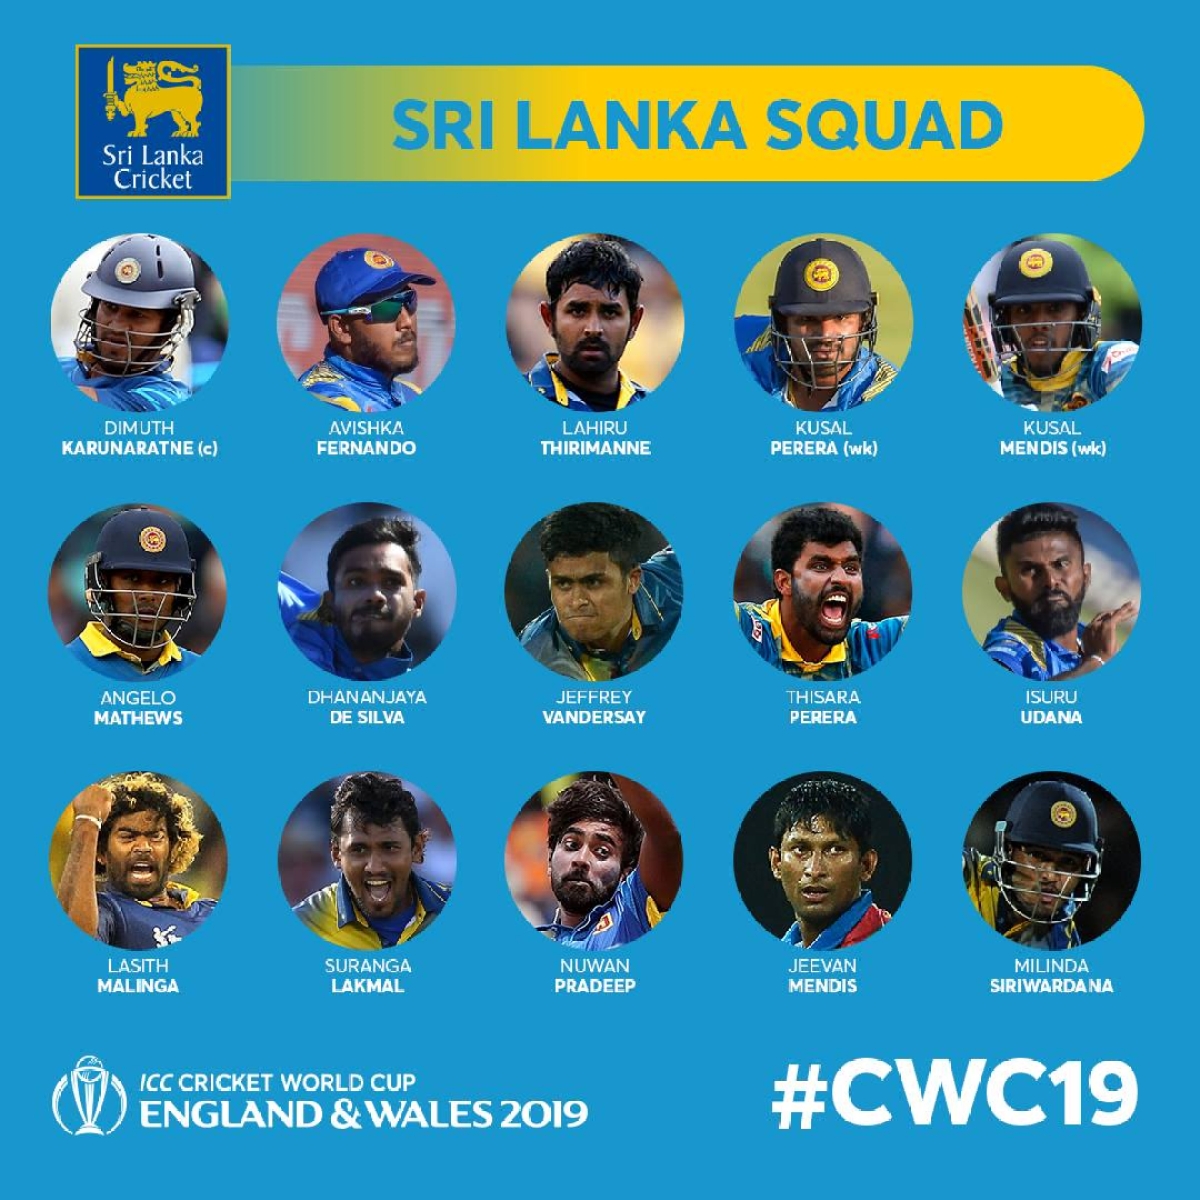 Sri Lanka
Cricket
SRI LANKA SQUAD
DIMUTH
KARUNARATNE (c)
AVISHKA
FERNANDO
LAHIRU
THIRIMANNE
KUSAL
PERERA (wk)
KUSAL
MENDIS (wk)
ANGELO
MATHEWS
DHANANJAYA
DE SILVA
JEFFREY
VANDERSAY
THISARA
PERERA
ISURU
UDANA
LASITH
MALINGA
SURANGA
LAKMAL
NUWAN
PRADEEP
JEEVAN
MENDIS
MILINDA
SIRIWARDANA
ICC CRICKET WORLD CUP
ENGLAND & WALES 2019
#CWC19